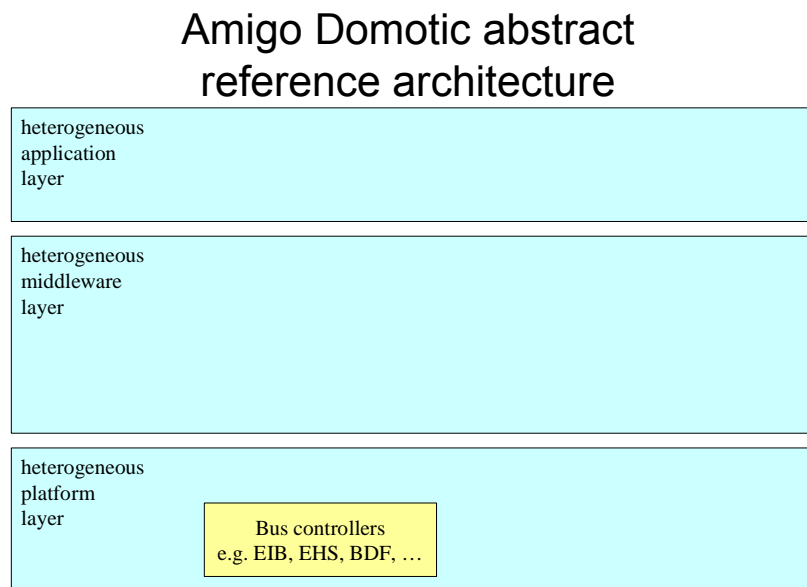 Amigo Domotic abstract
reference architecture
heterogeneous
application
layer
heterogeneous
middleware
layer
heterogeneous
platform
layer
Bus controllers
e.g. EIB, EHS, BDF, …